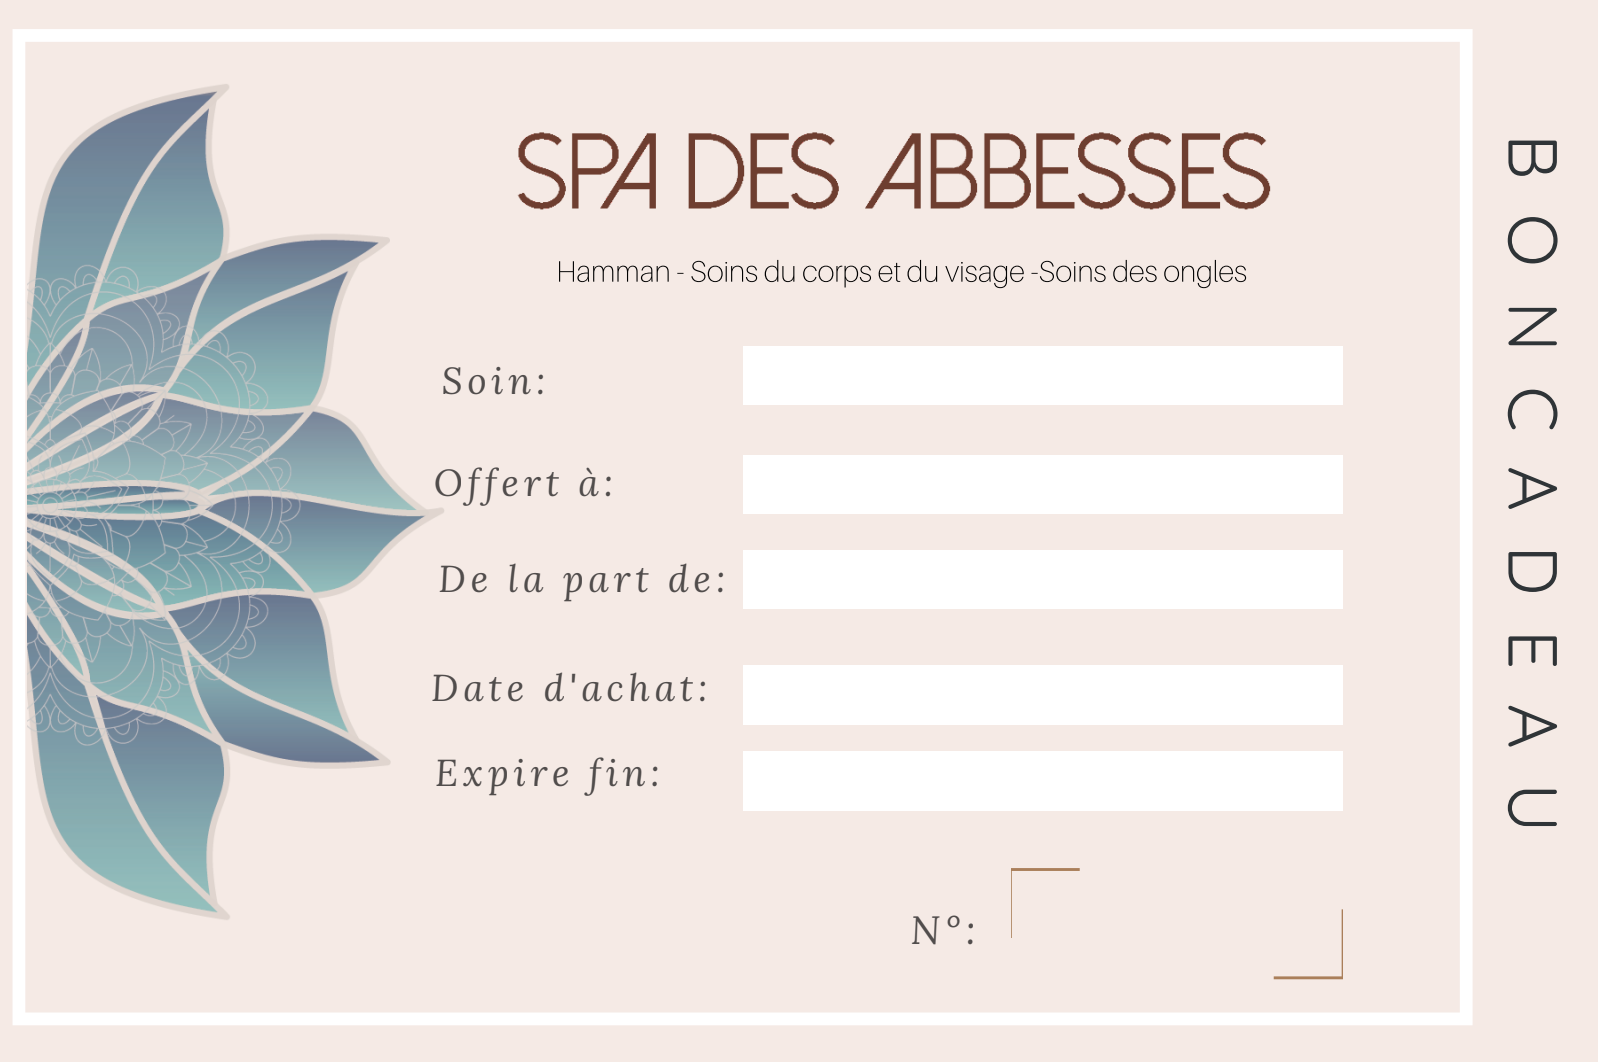 SPA DES ABBESSES
Hamman - Soins du corps et du visage -Soins des ongles
Soin:
Offert à:
De la part de:
Date d'achat:
Expire fin:
N°:
BON CADEAU